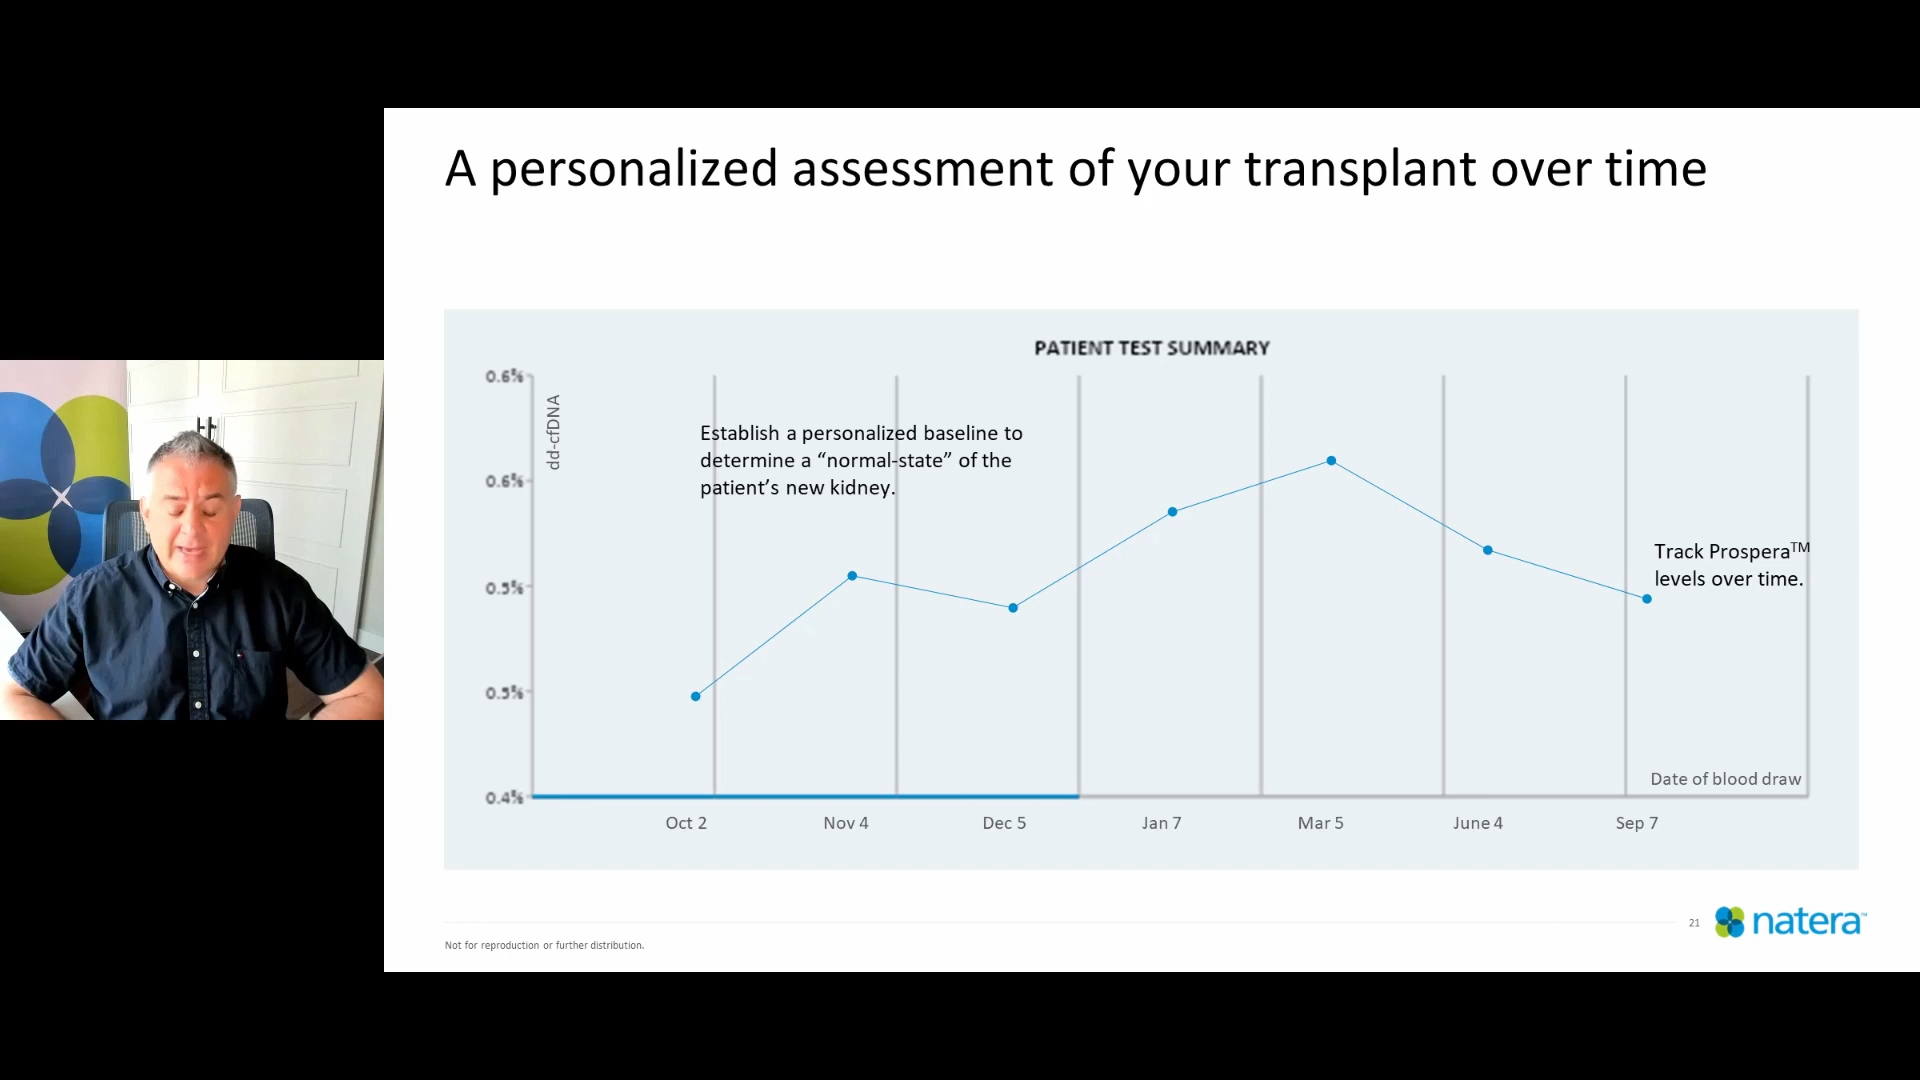 A personalized assessment of your transplant over time
PATIENT TEST SUMMARY
0.6%
0.6%
0.5%
0.5%
0.4%
dd-cfDNA
Establish a personalized baseline to
determine a “normal-state” of the
patient’s new kidney.
Track Prospera™
levels over time.
Date of blood draw
Oct 2 Nov 4 Dec 5 Jan 7 Mar 5 June 4 Sep 7
21
natera™
Not for reproduction or further distribution.